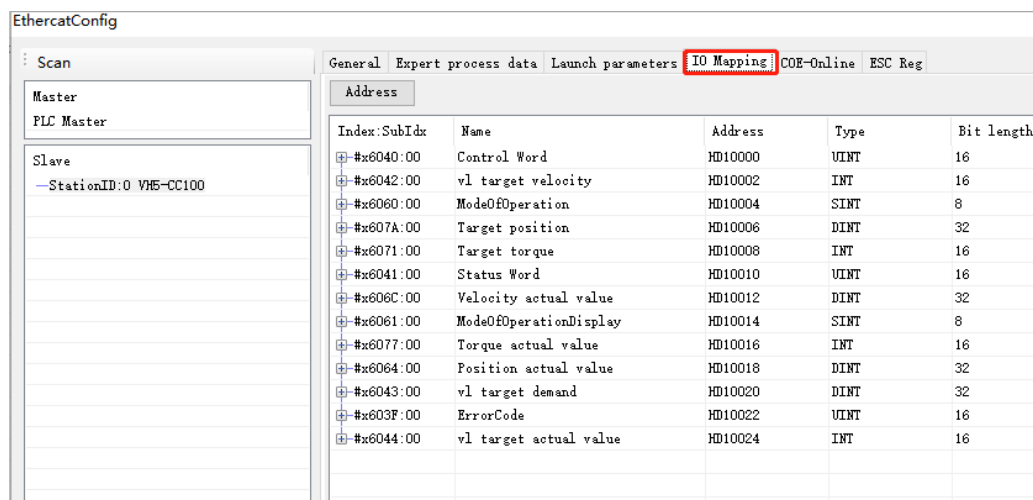 EthercatConfig
Scan
General Expert process data Launch parameters IO Mapping COE-Online ESC Reg
Address
Master
PLC Master
Slave
StationID:0 VH5-CC100
Index:SubIdx Name Address Type Bit length
#x6040:00 Control Word HD10000 UINT 16
#x6042:00 vl target velocity HD10002 INT 16
#x6060:00 ModeOfOperation HD10004 SINT 8
#x607A:00 Target position HD10006 DINT 32
#x6071:00 Target torque HD10008 INT 16
#x6041:00 Status Word HD10010 UINT 16
#x606C:00 Velocity actual value HD10012 DINT 32
#x6061:00 ModeOfOperationDisplay HD10014 SINT 8
#x6077:00 Torque actual value HD10016 INT 16
#x6064:00 Position actual value HD10018 DINT 32
#x6043:00 vl target demand HD10020 DINT 32
#x603F:00 ErrorCode HD10022 UINT 16
#x6044:00 vl target actual value HD10024 INT 16